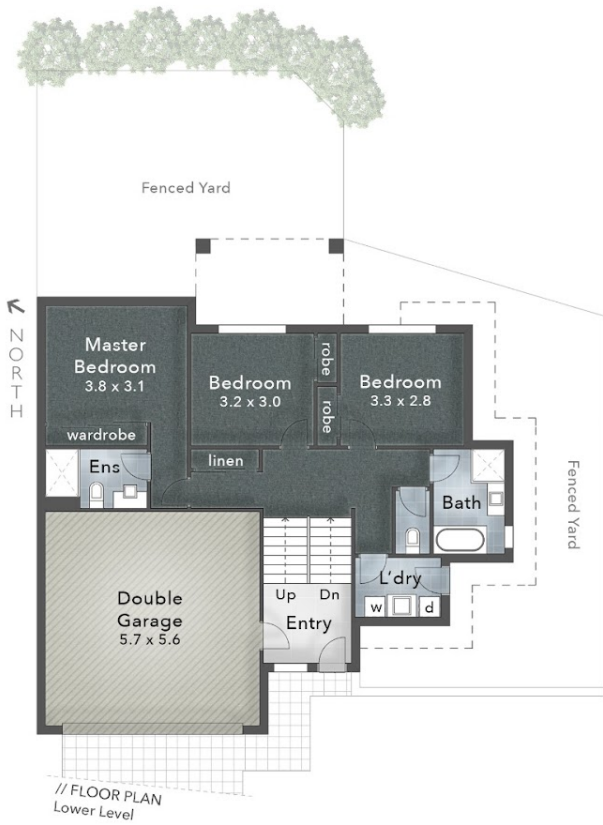 Fenced Yard
NORTH
Master
Bedroom
3.8 x 3.1
Bedroom
3.2 x 3.0
robe
robe
Bedroom
3.3 x 2.8
wardrobe
linen
Ens
Bath
Fenced Yard
L'dry
w
d
Up
Dn
Entry
Double
Garage
5.7 x 5.6
// FLOOR PLAN
Lower Level